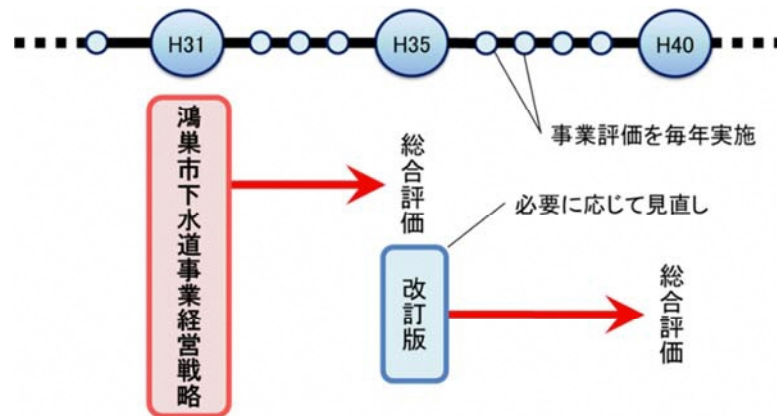 H31
H35
H40
事業評価を毎年実施
鴻巣市下水道事業経営戦略
総合評価
必要に応じて見直し
改訂版
総合評価